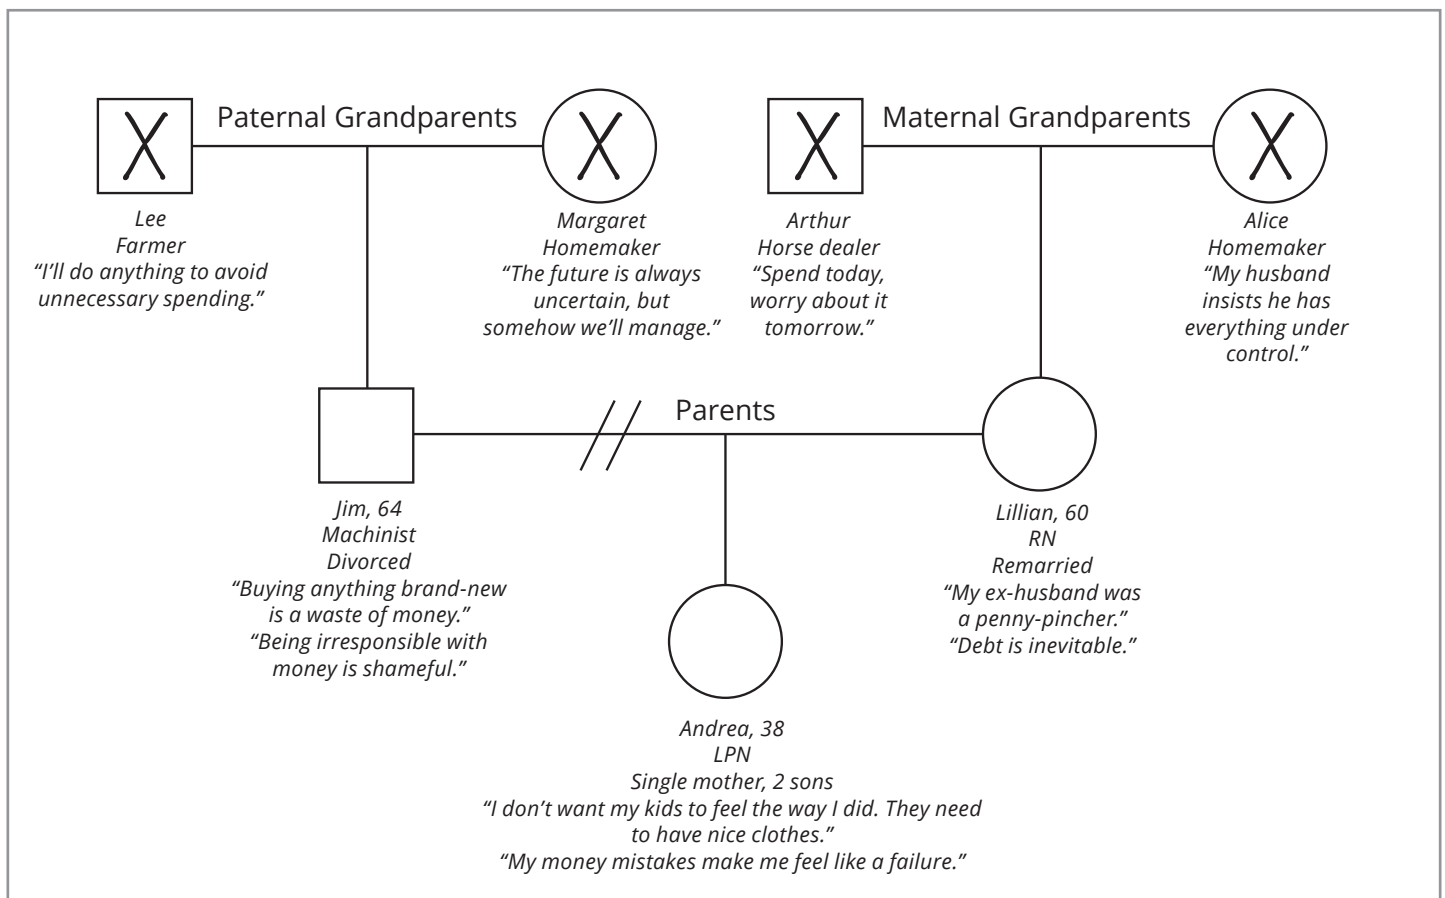 Paternal Grandparents
Maternal Grandparents
Lee
Farmer
“I’ll do anything to avoid
unnecessary spending.”
Margaret
Homemaker
“The future is always
uncertain, but
somehow we’ll manage.”
Arthur
Horse dealer
“Spend today,
worry about it
tomorrow.”
Alice
Homemaker
“My husband
insists he has
everything under
control.”
Parents
Jim, 64
Machinist
Divorced
“Buying anything brand-new
is a waste of money.”
“Being irresponsible with
money is shameful.”
Lillian, 60
RN
Remarried
“My ex-husband was
a penny-pincher.”
“Debt is inevitable.”
Andrea, 38
LPN
Single mother, 2 sons
“I don’t want my kids to feel the way I did. They need
to have nice clothes.”
“My money mistakes make me feel like a failure.”